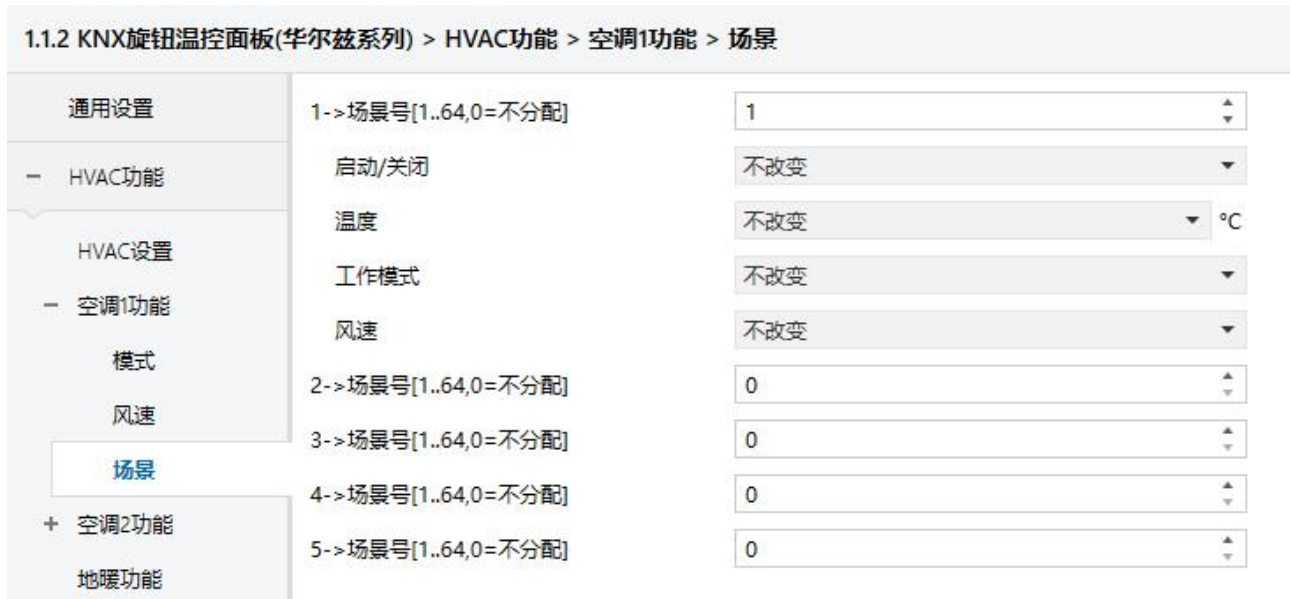 1.1.2 KNX旋钮温控面板(华尔兹系列) > HVAC功能 > 空调1功能 > 场景
通用设置
HVAC功能
HVAC设置
空调1功能
模式
风速
场景
空调2功能
地暖功能
1->场景号[1..64,0=不分配] 1
启动/关闭 不改变
温度 不改变 °C
工作模式 不改变
风速 不改变
2->场景号[1..64,0=不分配] 0
3->场景号[1..64,0=不分配] 0
4->场景号[1..64,0=不分配] 0
5->场景号[1..64,0=不分配] 0